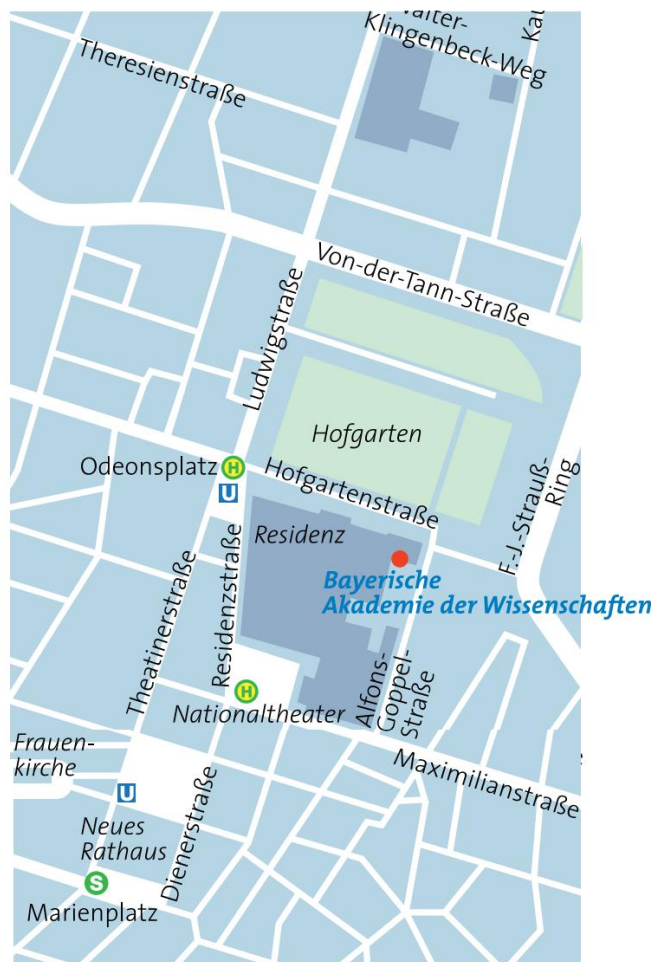 Walter-
Klingenbeck-Weg
Theresienstraße
Von-der-Tann-Straße
Ludwigstraße
Hofgarten
Odeonsplatz
H
U
Hofgartenstraße
F.-J.-Strauß-
Ring
Residenz
Bayerische
Akademie der Wissenschaften
Residenzstraße
Theatinerstraße
Alfons-
Goppel-
Straße
H
Nationaltheater
Maximilianstraße
Frauen-
kirche
U
Dienerstraße
Neues
Rathaus
S
Marienplatz